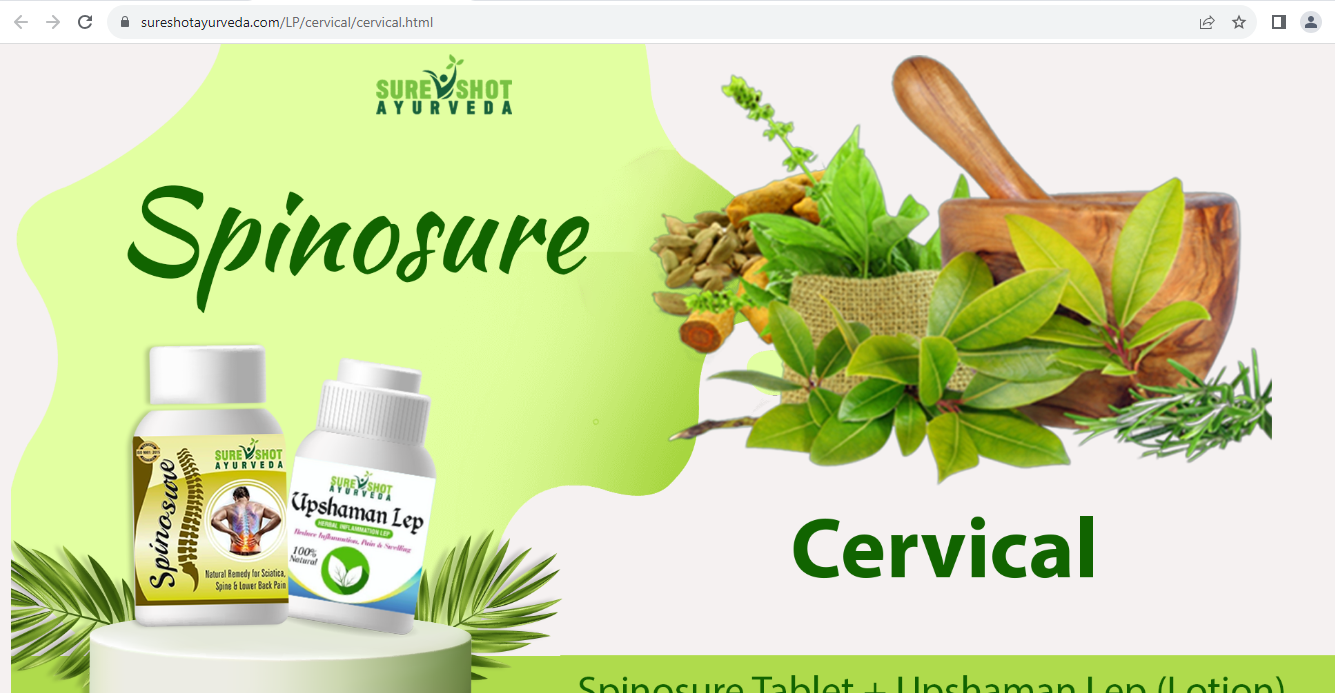 sureshotayurveda.com/LP/cervical/cervical.html
SURE SHOT
AYURVEDA
Spinosure
SURE SHOT
AYURVEDA
Spinosure
Natural Remedy for Sciatica,
Spine & Lower Back Pain
SURE SHOT
AYURVEDA
Upshaman Lep
HERBAL INFLAMMATION LEP
Reduce Inflammation, Pain & Swelling
100%
Natural
Cervical
Spinosure Tablet + Upshaman Lep (Lotion)